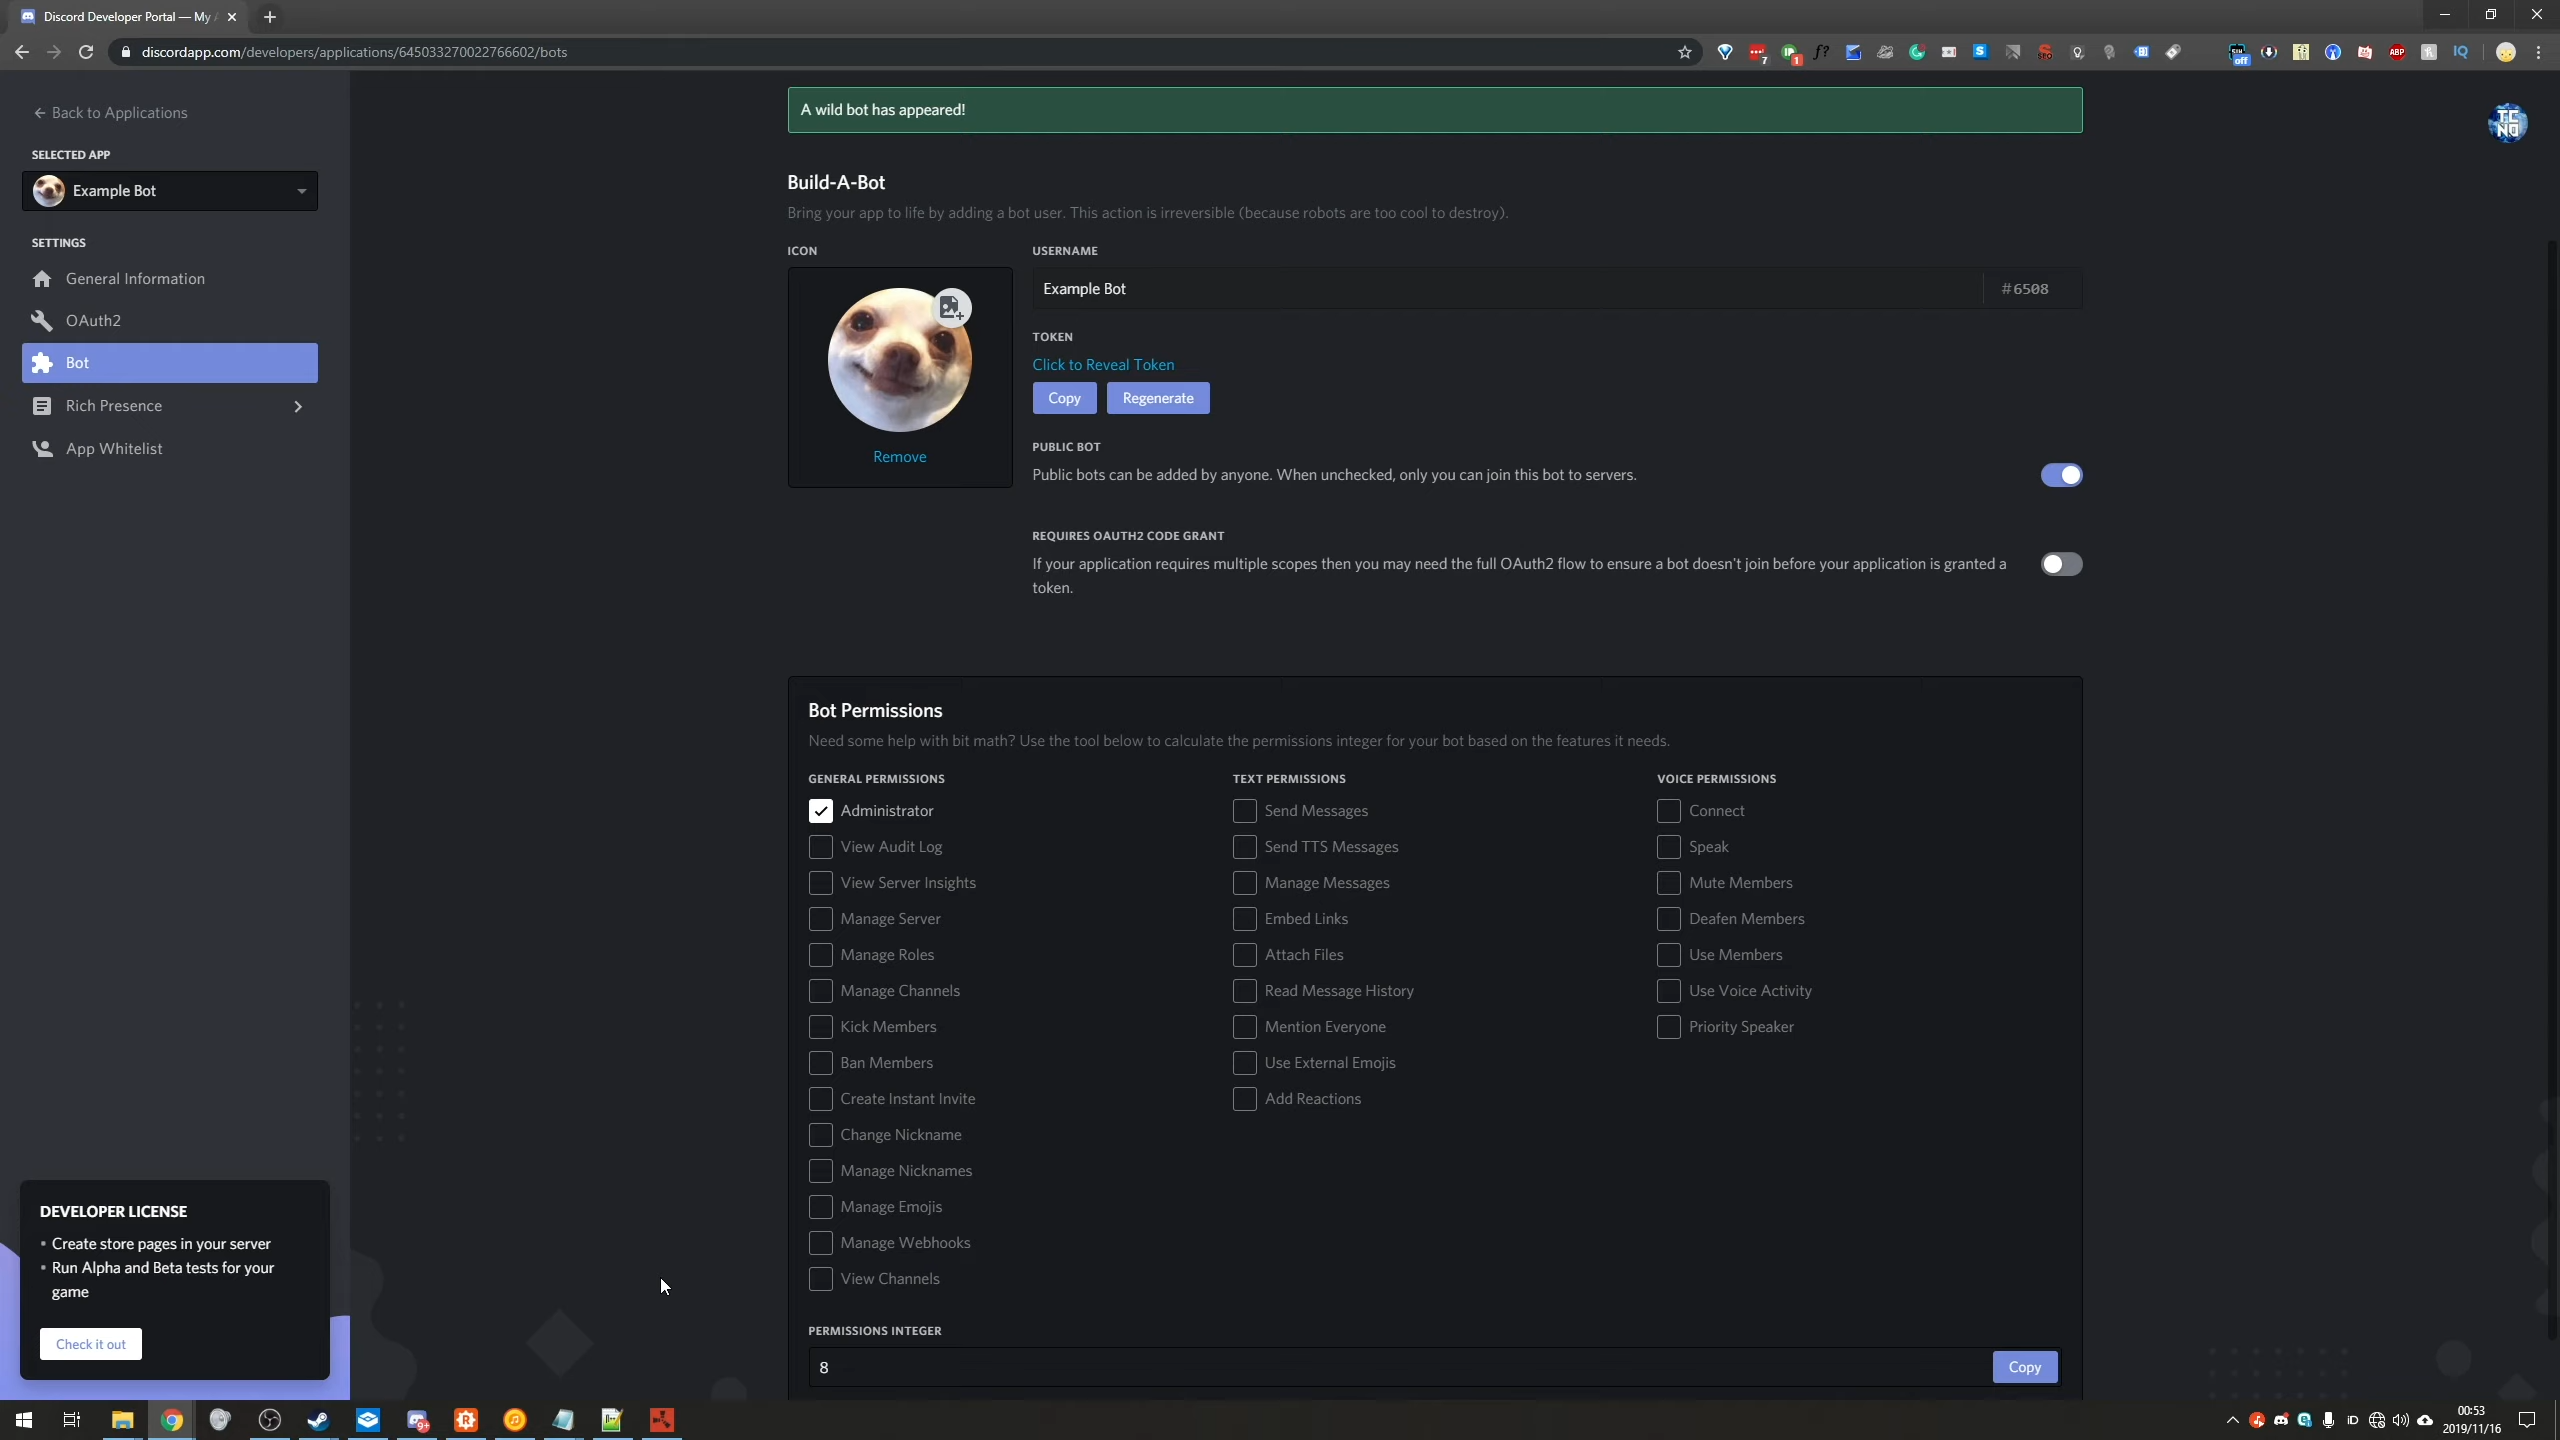 Discord Developer Portal — My A
discordapp.com/developers/applications/645033270022766602/bots
7
1
f?
S
SEO
off
ABP
IQ
← Back to Applications
SELECTED APP
Example Bot
SETTINGS
General Information
OAuth2
Bot
Rich Presence
App Whitelist
A wild bot has appeared!
TC
NO
Build-A-Bot
Bring your app to life by adding a bot user. This action is irreversible (because robots are too cool to destroy).
ICON
Remove
USERNAME
Example Bot
#6508
TOKEN
Click to Reveal Token
Copy
Regenerate
PUBLIC BOT
Public bots can be added by anyone. When unchecked, only you can join this bot to servers.
REQUIRES OAUTH2 CODE GRANT
If your application requires multiple scopes then you may need the full OAuth2 flow to ensure a bot doesn't join before your application is granted a
token.
Bot Permissions
Need some help with bit math? Use the tool below to calculate the permissions integer for your bot based on the features it needs.
GENERAL PERMISSIONS
Administrator
View Audit Log
View Server Insights
Manage Server
Manage Roles
Manage Channels
Kick Members
Ban Members
Create Instant Invite
Change Nickname
Manage Nicknames
Manage Emojis
Manage Webhooks
View Channels
TEXT PERMISSIONS
Send Messages
Send TTS Messages
Manage Messages
Embed Links
Attach Files
Read Message History
Mention Everyone
Use External Emojis
Add Reactions
VOICE PERMISSIONS
Connect
Speak
Mute Members
Deafen Members
Use Members
Use Voice Activity
Priority Speaker
PERMISSIONS INTEGER
8
Copy
DEVELOPER LICENSE
• Create store pages in your server
• Run Alpha and Beta tests for your
game
Check it out
9+
iD
00:53
2019/11/16